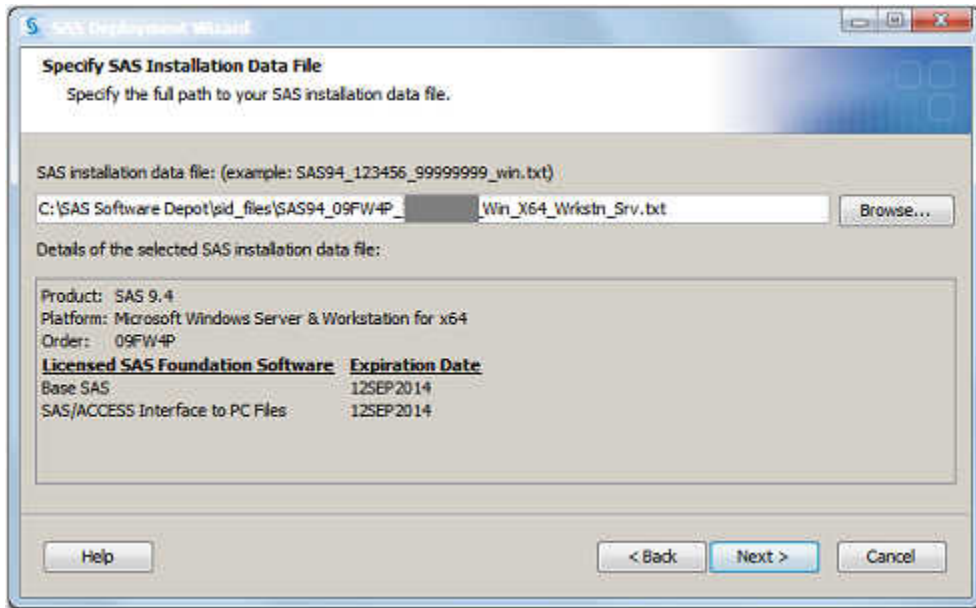 SAS Deployment Wizard
Specify SAS Installation Data File
Specify the full path to your SAS installation data file.
SAS installation data file: (example: SAS94_123456_99999999_win.txt)
C:\SAS Software Depot\sid_files\SAS94_09FW4P_ _Win_X64_Wrkstn_Srv.txt Browse...
Details of the selected SAS installation data file:
Product: SAS 9.4
Platform: Microsoft Windows Server & Workstation for x64
Order: 09FW4P
Licensed SAS Foundation Software Expiration Date
Base SAS 12SEP2014
SAS/ACCESS Interface to PC Files 12SEP2014
Help < Back Next > Cancel